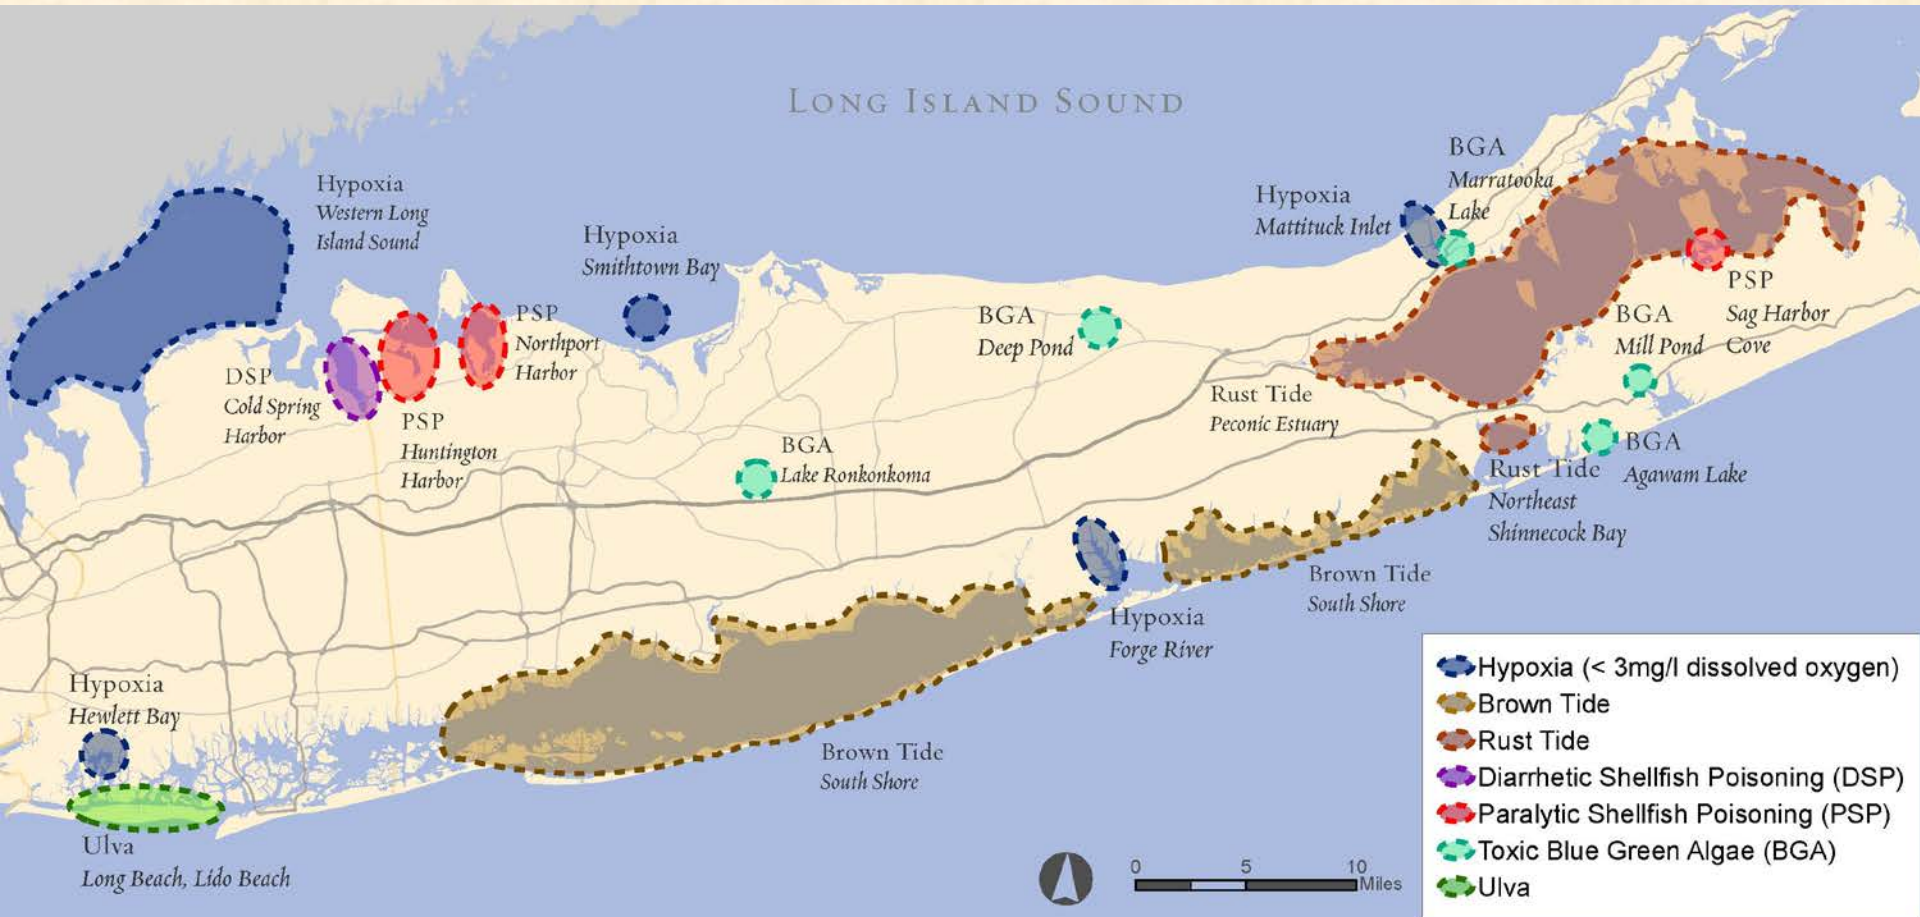 LONG ISLAND SOUND
Hypoxia
Western Long
Island Sound
Hypoxia
Smithtown Bay
Hypoxia
Mattituck Inlet
BGA
Marratooka
Lake
DSP
Cold Spring
Harbor
PSP
Huntington
Harbor
PSP
Northport
Harbor
BGA
Deep Pond
BGA
Lake Ronkonkoma
Rust Tide
Peconic Estuary
PSP
Sag Harbor
Cove
BGA
Mill Pond
BGA
Agawam Lake
Rust Tide
Northeast
Shinnecock Bay
Brown Tide
South Shore
Hypoxia
Forge River
Brown Tide
South Shore
Hypoxia
Hewlett Bay
Ulva
Long Beach, Lido Beach
0 5 10
Miles
Hypoxia (< 3mg/l dissolved oxygen)
Brown Tide
Rust Tide
Diarrhetic Shellfish Poisoning (DSP)
Paralytic Shellfish Poisoning (PSP)
Toxic Blue Green Algae (BGA)
Ulva